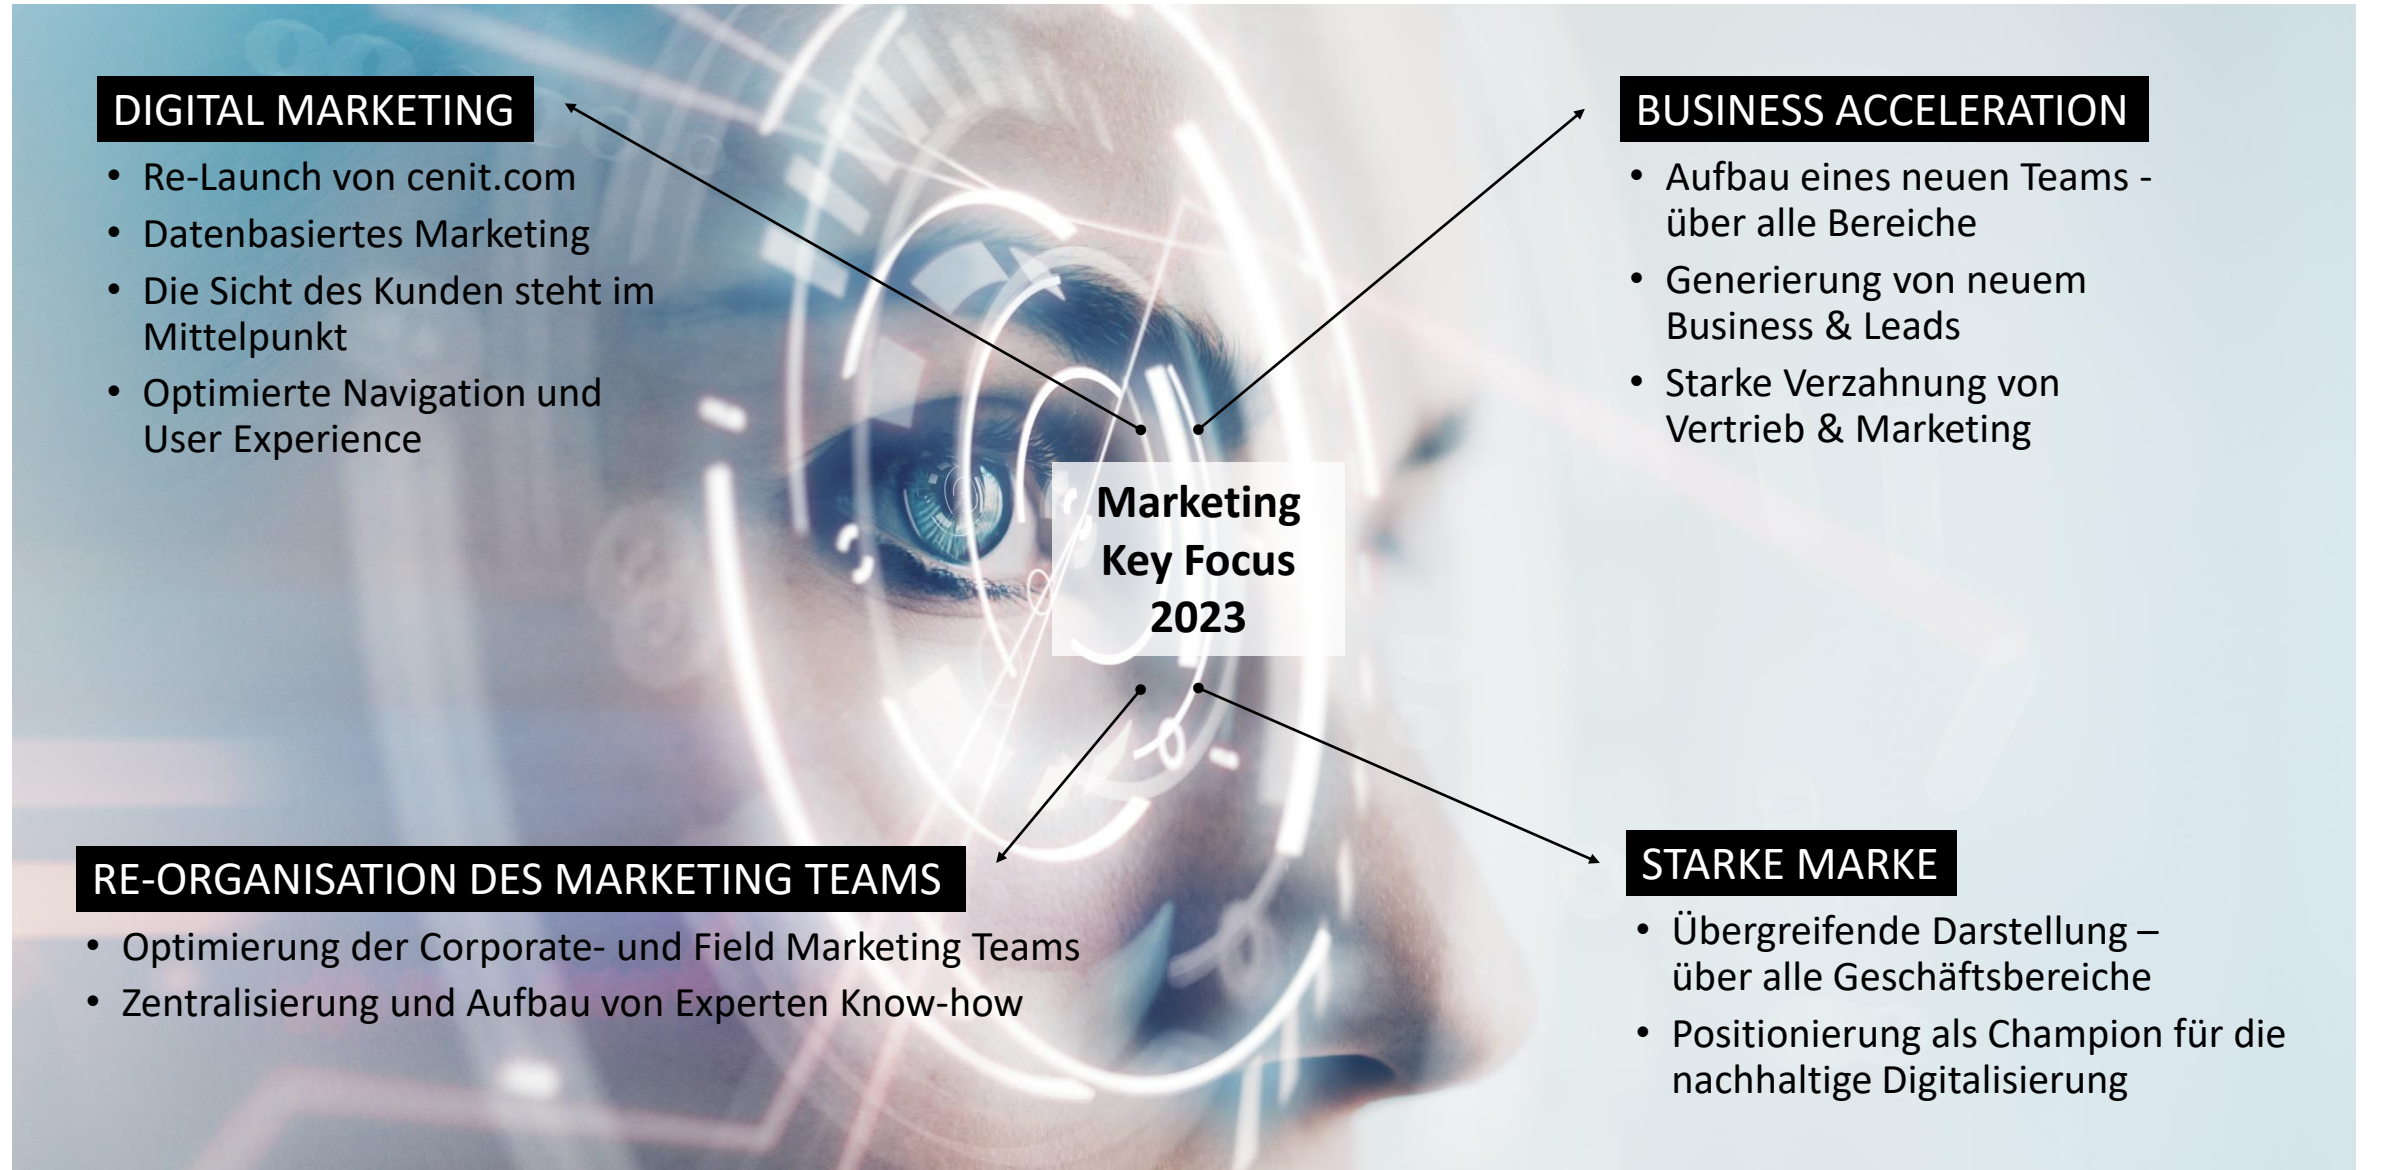 DIGITAL MARKETING
• Re-Launch von cenit.com
• Datenbasiertes Marketing
• Die Sicht des Kunden steht im
Mittelpunkt
• Optimierte Navigation und
User Experience
BUSINESS ACCELERATION
• Aufbau eines neuen Teams -
über alle Bereiche
• Generierung von neuem
Business & Leads
• Starke Verzahnung von
Vertrieb & Marketing
Marketing
Key Focus
2023
RE-ORGANISATION DES MARKETING TEAMS
• Optimierung der Corporate- und Field Marketing Teams
• Zentralisierung und Aufbau von Experten Know-how
STARKE MARKE
• Übergreifende Darstellung –
über alle Geschäftsbereiche
• Positionierung als Champion für die
nachhaltige Digitalisierung